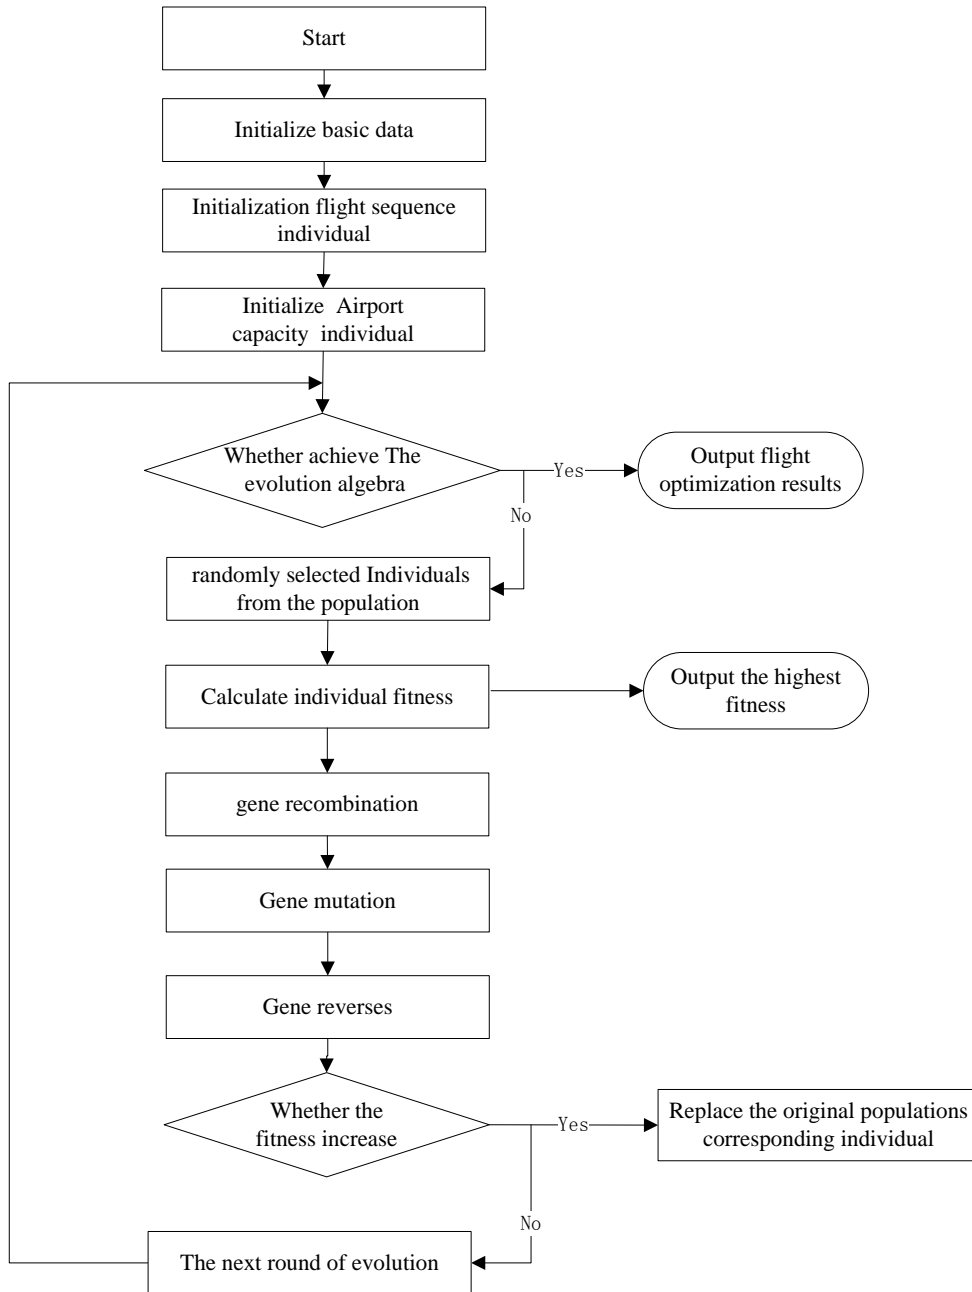 Start
Initialize basic data
Initialization flight sequence
individual
Initialize Airport
capacity individual
Whether achieve The
evolution algebra
Yes
Output flight
optimization results
No
randomly selected Individuals
from the population
Calculate individual fitness
Output the highest
fitness
gene recombination
Gene mutation
Gene reverses
Whether the
fitness increase
Yes
Replace the original populations
corresponding individual
No
The next round of evolution